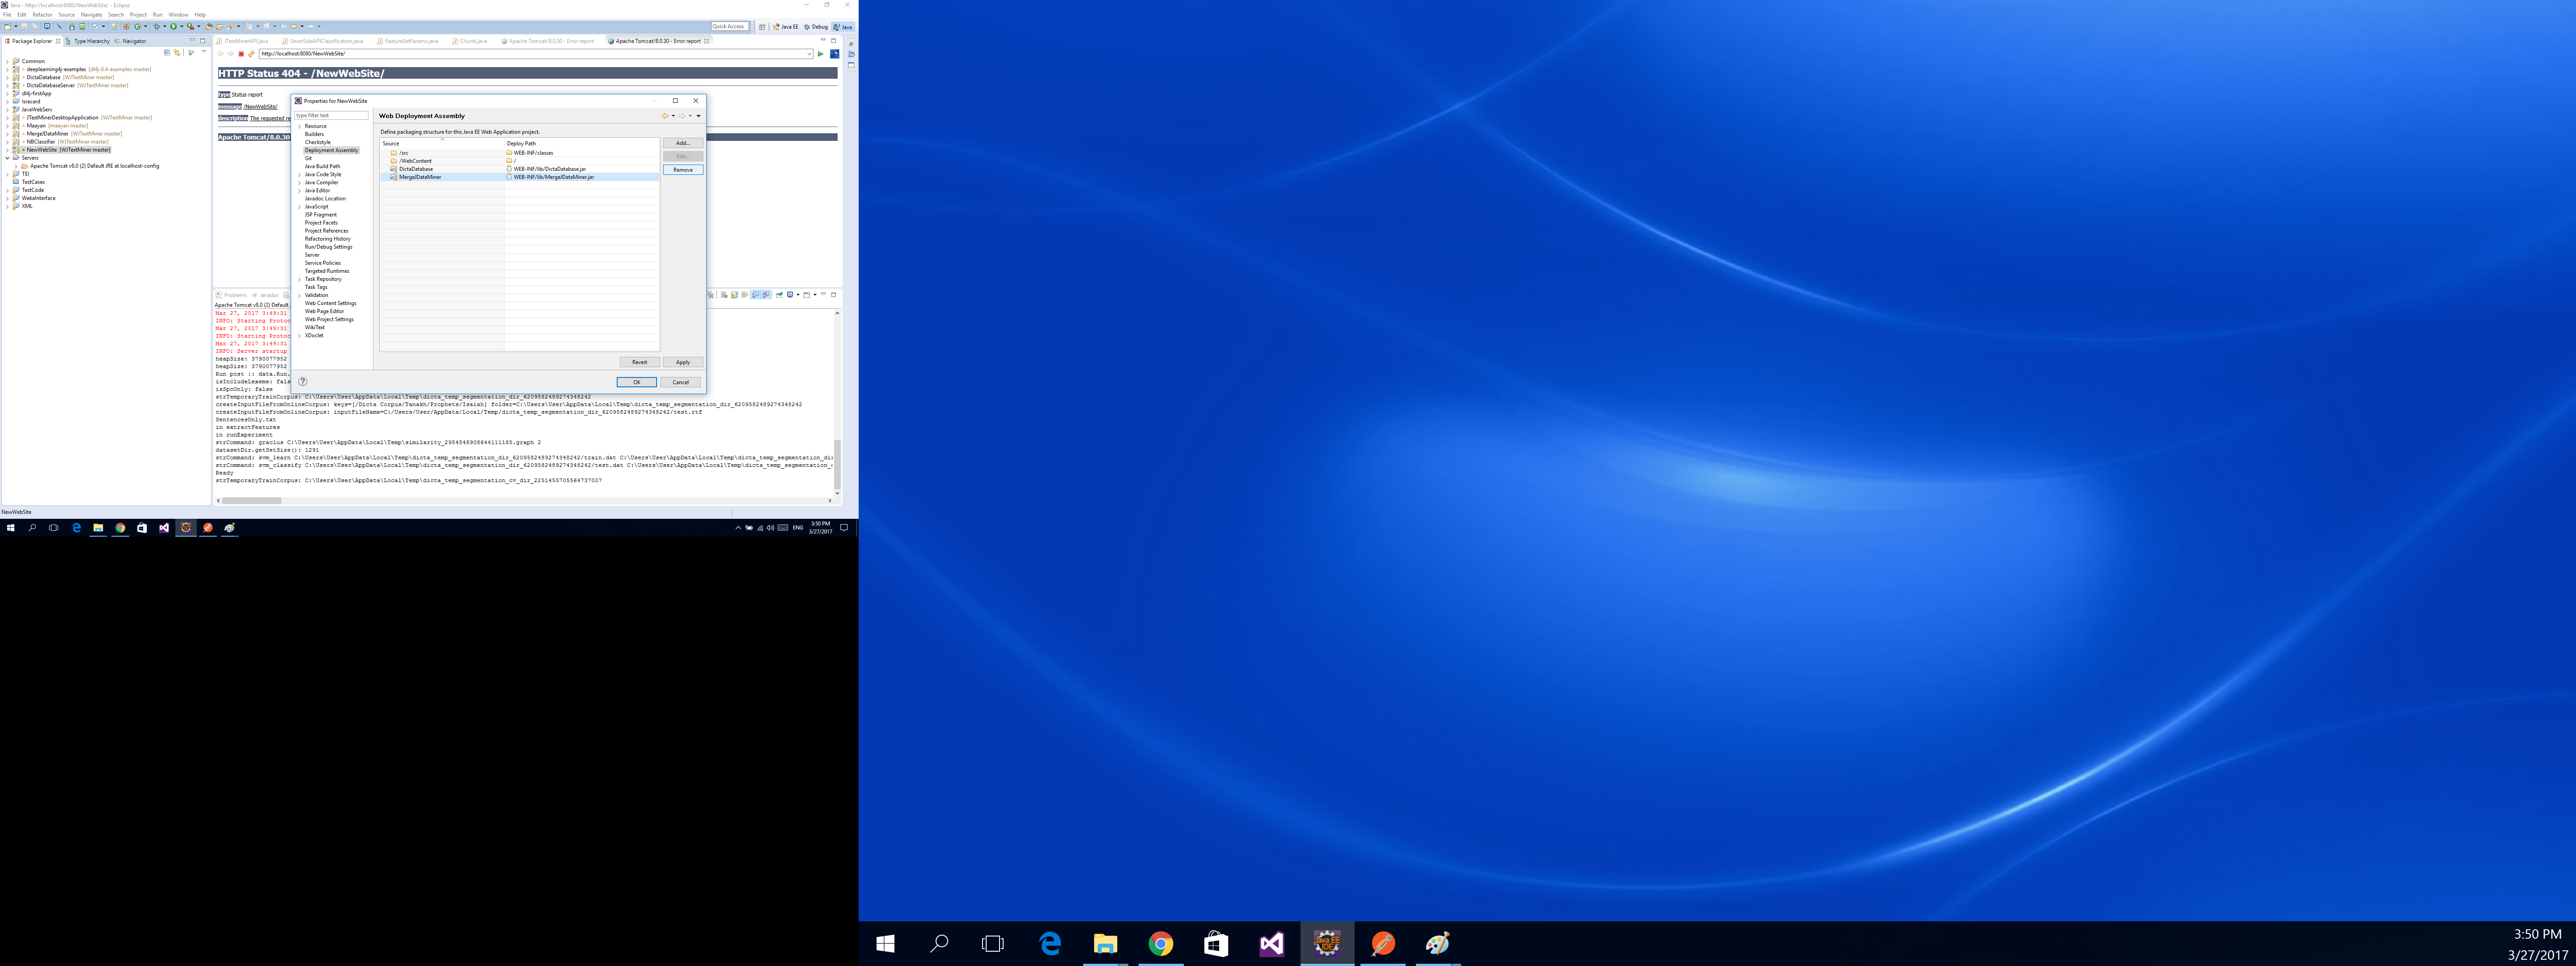 Java - http://localhost:8080/NewWebSite/ - Eclipse
File Edit Refactor Source Navigate Search Project Run Window Help
Quick Access
Java EE
Debug
Java
Package Explorer
Type Hierarchy
Navigator
Common
> deeplearning4j-examples [dl4j-0.4-examples master]
> DictaDatabase [WJTextMiner master]
> DictaDatabaseServer [WJTextMiner master]
dl4j-firstApp
Isracard
JavaWebServ
> JTextMinerDesktopApplication [WJTextMiner master]
> Maayan [maayan master]
> MergeJDataMiner [WJTextMiner master]
> NBClassifier [WJTextMiner master]
> NewWebSite [WJTextMiner master]
Servers
Apache Tomcat v8.0 (2) Default JRE at localhost-config
TEI
TestCases
TestCode
WekaInterface
XML
JTextMinerAPI.java
SeverSideAPIClassification.java
FeatureSetParams.java
Chunk.java
Apache Tomcat/8.0.30 - Error report
Apache Tomcat/8.0.30 - Error report
http://localhost:8080/NewWebSite/
HTTP Status 404 - /NewWebSite/
type Status report
message /NewWebSite/
description The requested re
Apache Tomcat/8.0.30
Properties for NewWebSite
type filter text
Resource
Builders
Checkstyle
Deployment Assembly
Git
Java Build Path
Java Code Style
Java Compiler
Java Editor
Javadoc Location
JavaScript
JSP Fragment
Project Facets
Project References
Refactoring History
Run/Debug Settings
Server
Service Policies
Targeted Runtimes
Task Repository
Task Tags
Validation
Web Content Settings
Web Page Editor
Web Project Settings
WikiText
XDoclet
Web Deployment Assembly
Define packaging structure for this Java EE Web Application project.
Source Deploy Path
/src WEB-INF/classes
/WebContent /
DictaDatabase WEB-INF/lib/DictaDatabase.jar
MergeJDataMiner WEB-INF/lib/MergeJDataMiner.jar
Add...
Edit...
Remove
Revert
Apply
OK
Cancel
Problems
Javadoc
Apache Tomcat v8.0 (2) Default
Mar 27, 2017 3:49:31
INFO: Starting Protoc
Mar 27, 2017 3:49:31
INFO: Starting Protoc
Mar 27, 2017 3:49:31
INFO: Server startup
heapSize: 3790077952
heapSize: 3790077952
Run post :: data.Run.
isIncludeLexeme: fals
isSpoOnly: false
strTemporaryTrainCorpus: C:\Users\User\AppData\Local\Temp\dicta_temp_segmentation_dir_6209582489274348242
createInputFileFromOnlineCorpus: keys=[/Dicta Corpus/Tanakh/Prophets/Isaiah] folder=C:\Users\User\AppData\Local\Temp\dicta_temp_segmentation_dir_6209582489274348242
createInputFileFromOnlineCorpus: inputFileName=C:/Users/User/AppData/Local/Temp/dicta_temp_segmentation_dir_6209582489274348242/test.rtf
SentencesOnly.txt
in extractFeatures
in runExperiment
strCommand: graclus C:\Users\User\AppData\Local\Temp\similarity_2954548908644111185.graph 2
datasetDir.getSetSize(): 1291
strCommand: svm_learn C:\Users\User\AppData\Local\Temp\dicta_temp_segmentation_dir_6209582489274348242/train.dat C:\Users\User\AppData\Local\Temp\dicta_temp_segmentation_dir
strCommand: svm_classify C:\Users\User\AppData\Local\Temp\dicta_temp_segmentation_dir_6209582489274348242/test.dat C:\Users\User\AppData\Local\Temp\dicta_temp_segmentation_d
Ready
strTemporaryTrainCorpus: C:\Users\User\AppData\Local\Temp\dicta_temp_segmentation_cv_dir_2251455705564737007
NewWebSite
ENG
3:50 PM
3/27/2017
Java EE
IDE
3:50 PM
3/27/2017